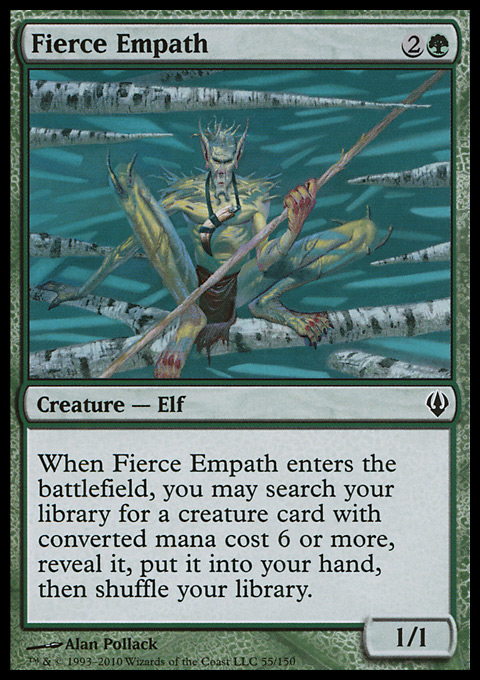 Fierce Empath 2
Creature — Elf
When Fierce Empath enters the
battlefield, you may search your
library for a creature card with
converted mana cost 6 or more,
reveal it, put it into your hand,
then shuffle your library.
Alan Pollack
1/1
™ & © 1993–2010 Wizards of the Coast LLC 55/150